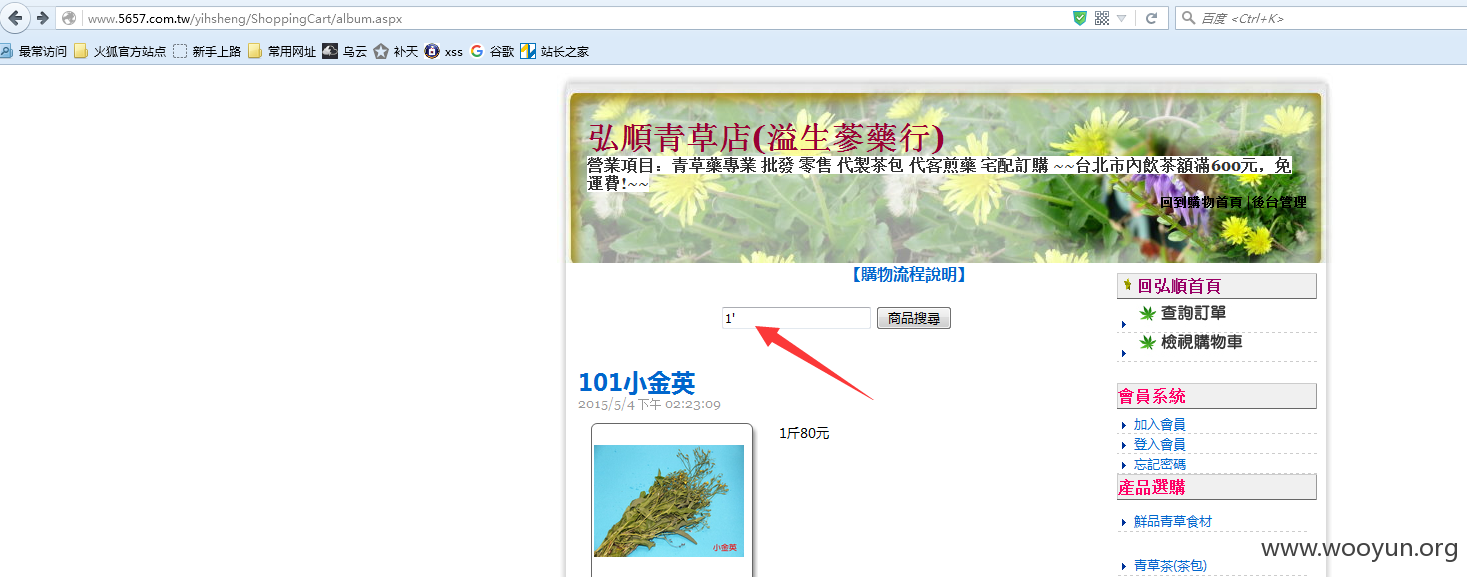 www.5657.com.tw/yihsheng/ShoppingCart/album.aspx
百度 <Ctrl+K>
最常访问 火狐官方站点 新手上路 常用网址 乌云 补天 xss 谷歌 站长之家
弘順青草店(溢生蔘藥行)
營業項目：青草藥專業 批發 零售 代製茶包 代客煎藥 宅配訂購 ~~台北市內飲茶額滿600元，免
運費!~~
回到購物首頁 |後台管理
【購物流程說明】
1'
商品搜尋
101小金英
2015/5/4 下午 02:23:09
1斤80元
小金英
回弘順首頁
查詢訂單
檢視購物車
會員系統
加入會員
登入會員
忘記密碼
產品選購
鮮品青草食材
青草茶(茶包)
www.wooyun.org